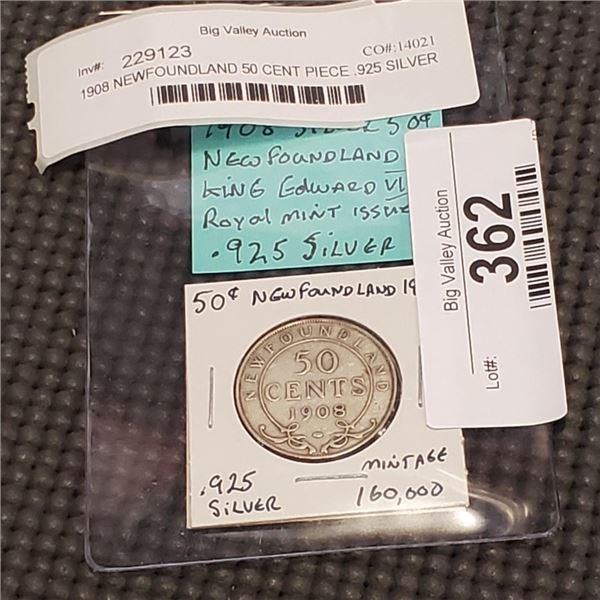 Big Valley Auction
Inv#: 229123 CO#:14021
1908 NEWFOUNDLAND 50 CENT PIECE .925 SILVER
1908 SILVER 50¢
NEWFOUNDLAND
KING EDWARD VI
ROYAL MINT ISSUE
.925 SILVER
Big Valley Auction
Lot#: 362
50¢ NEWFOUNDLAND 19
NEWFOUNDLAND
50
CENTS
1908
.925
SILVER
MINTAGE
160,000